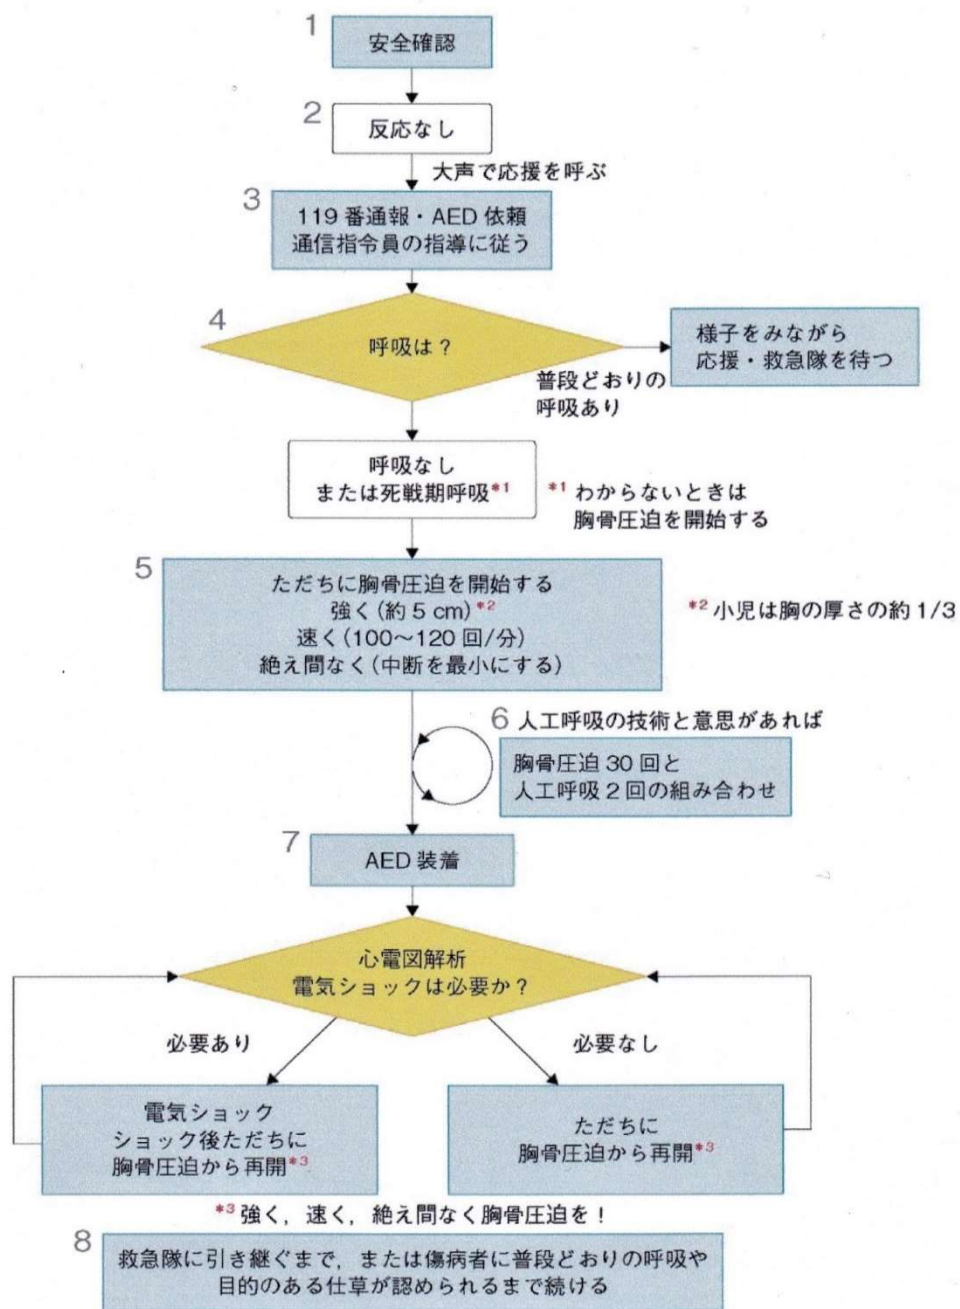 1
安全確認
2
反応なし
大声で応援を呼ぶ
3
119番通報・AED 依頼
通信指令員の指導に従う
4
呼吸は？
様子をみながら
応援・救急隊を待つ
普段どおりの
呼吸あり
呼吸なし
または死戦期呼吸*1
*1 わからないときは
胸骨圧迫を開始する
5
ただちに胸骨圧迫を開始する
強く(約5 cm)*2
速く(100〜120 回/分)
絶え間なく(中断を最小にする)
*2 小児は胸の厚さの約 1/3
6 人工呼吸の技術と意思があれば
胸骨圧迫 30 回と
人工呼吸 2 回の組み合わせ
7
AED 装着
心電図解析
電気ショックは必要か？
必要あり
必要なし
電気ショック
ショック後ただちに
胸骨圧迫から再開*3
ただちに
胸骨圧迫から再開*3
*3 強く，速く，絶え間なく胸骨圧迫を！
8
救急隊に引き継ぐまで，または傷病者に普段どおりの呼吸や
目的のある仕草が認められるまで続ける